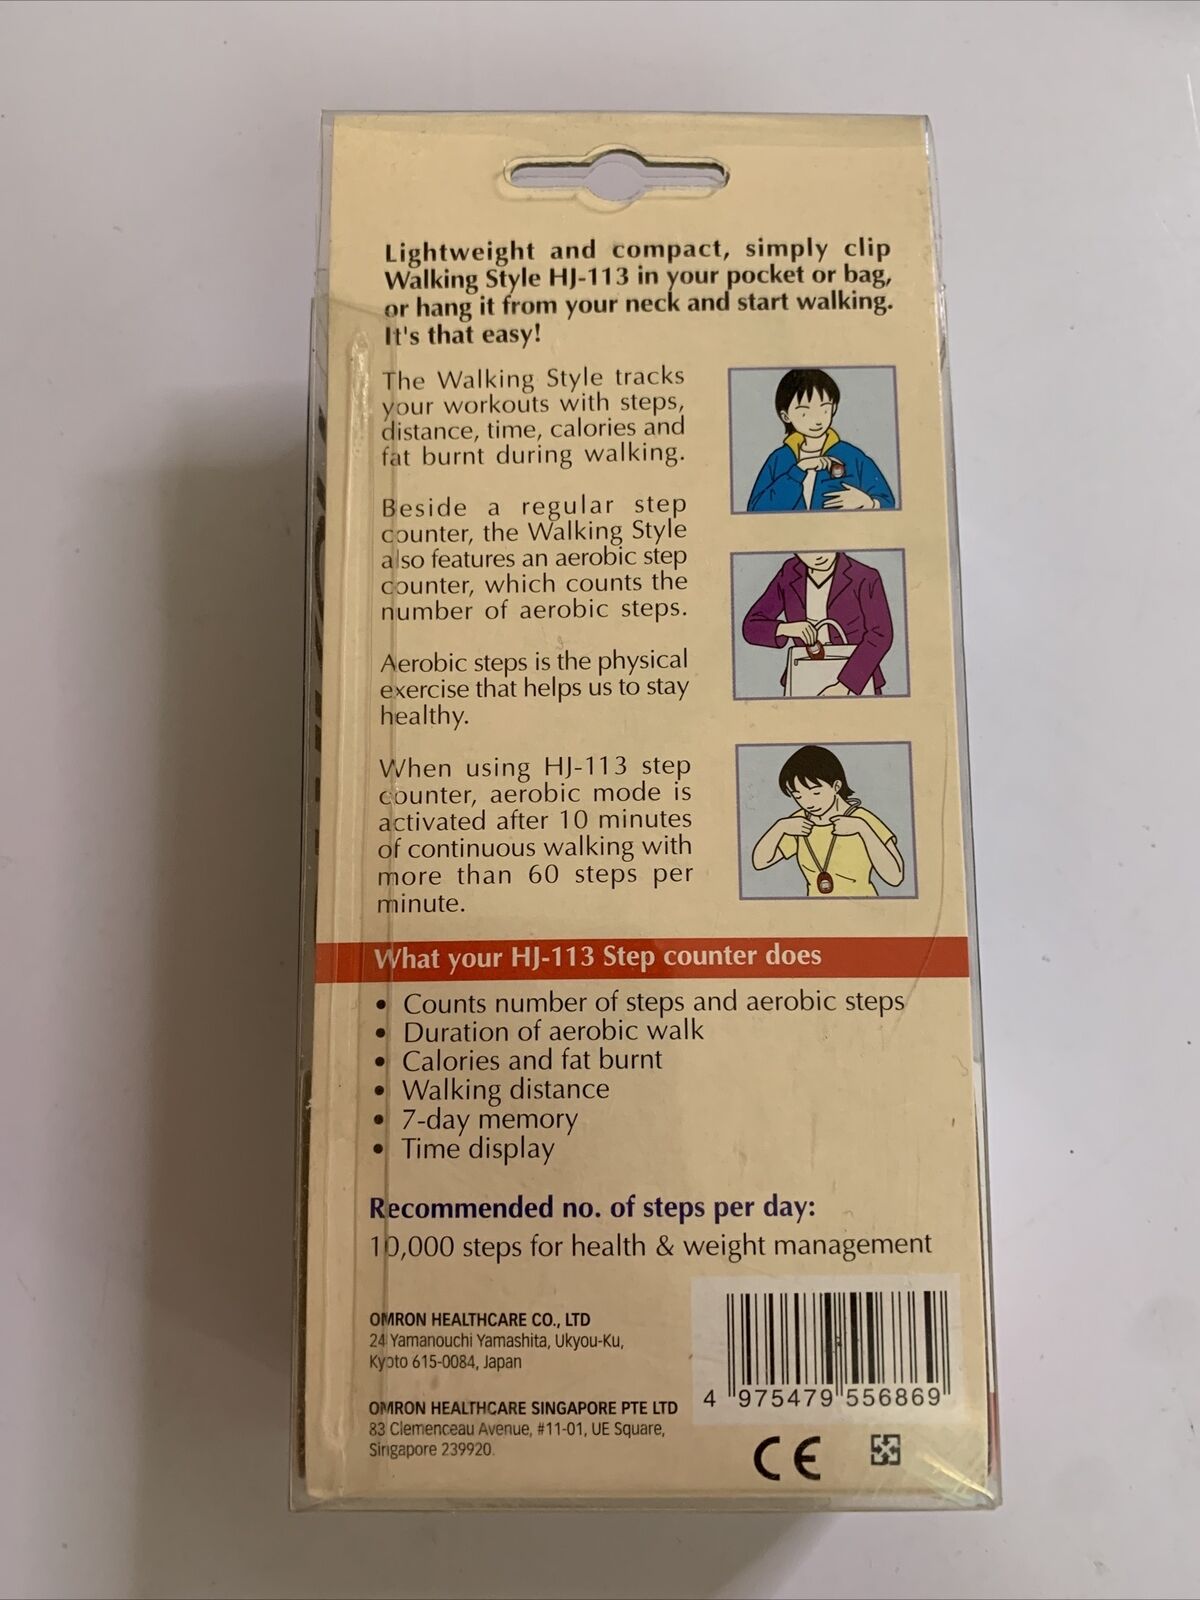 Lightweight and compact, simply clip
Walking Style HJ-113 in your pocket or bag,
or hang it from your neck and start walking.
It's that easy!
The Walking Style tracks
your workouts with steps,
distance, time, calories and
fat burnt during walking.
Beside a regular step
counter, the Walking Style
also features an aerobic step
counter, which counts the
number of aerobic steps.
Aerobic steps is the physical
exercise that helps us to stay
healthy.
When using HJ-113 step
counter, aerobic mode is
activated after 10 minutes
of continuous walking with
more than 60 steps per
minute.
What your HJ-113 Step counter does
• Counts number of steps and aerobic steps
• Duration of aerobic walk
• Calories and fat burnt
• Walking distance
• 7-day memory
• Time display
Recommended no. of steps per day:
10,000 steps for health & weight management
OMRON HEALTHCARE CO., LTD
24 Yamanouchi Yamashita, Ukyou-Ku,
Kyoto 615-0084, Japan
OMRON HEALTHCARE SINGAPORE PTE LTD
83 Clemenceau Avenue, #11-01, UE Square,
Singapore 239920.
4 975479 556869
CE